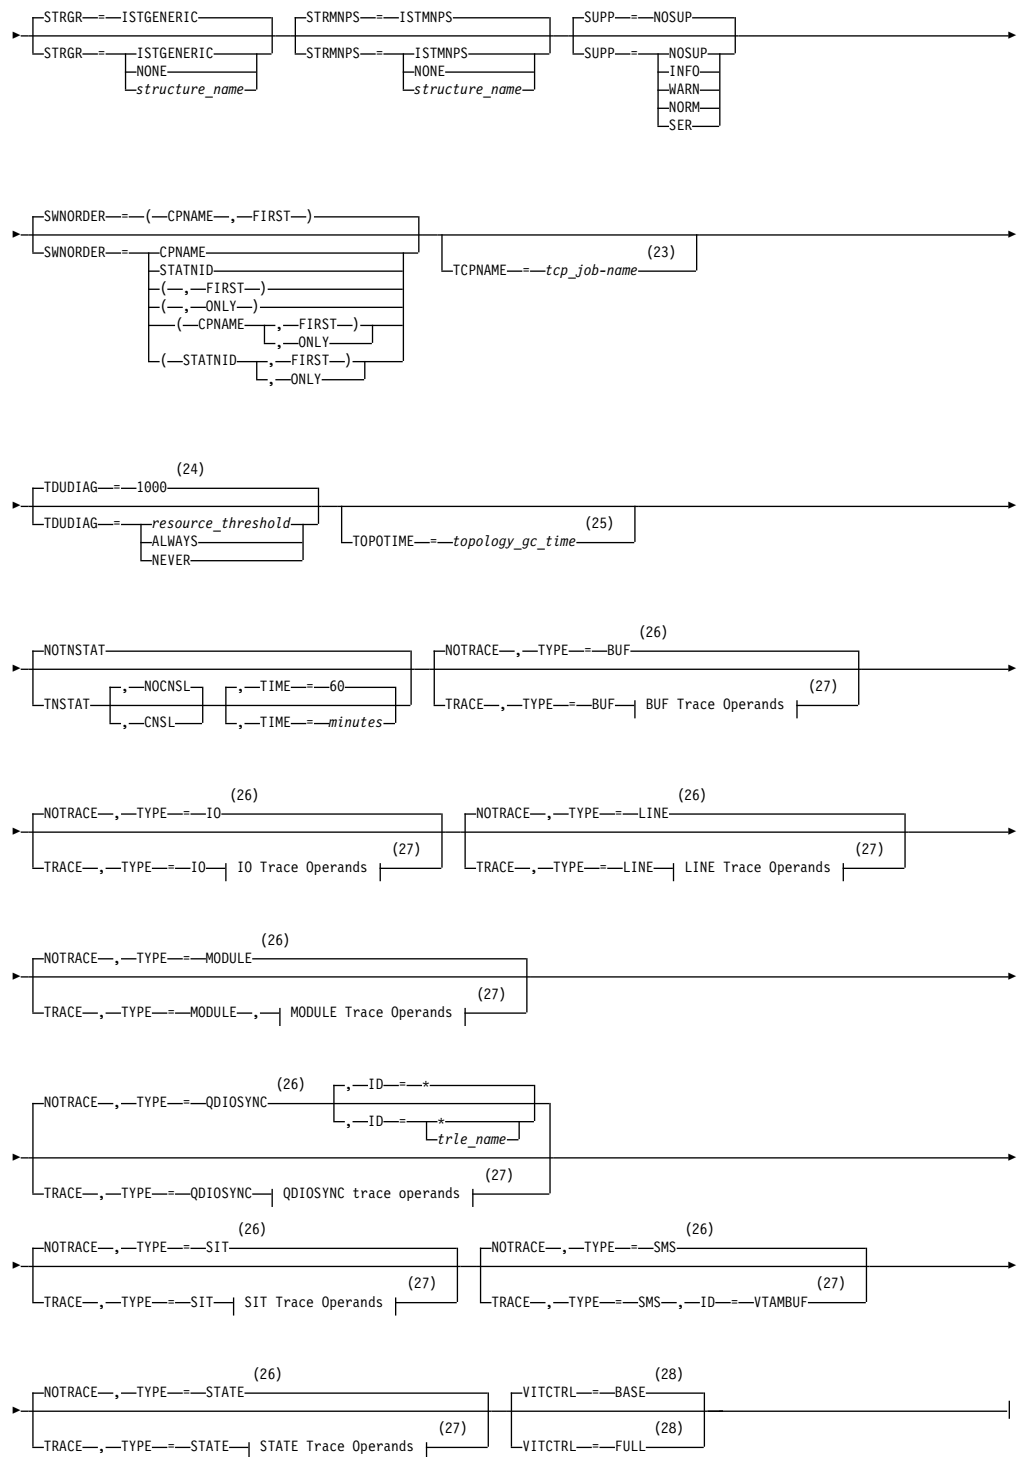 STRGR = ISTGENERIC STRMNPS = ISTMNPS SUPP = NOSUP
STRGR = ISTGENERIC STRMNPS = ISTMNPS SUPP = NOSUP
NONE NONE INFO
structure_name structure_name WARN
NORM
SER
SWNORDER = ( CPNAME , FIRST )
(23)
SWNORDER = CPNAME
TCPNAME = tcp_job-name
STATNID
( , FIRST )
( , ONLY )
( CPNAME , FIRST )
, ONLY
( STATNID , FIRST )
, ONLY
(24)
TDUDIAG = 1000
(25)
TDUDIAG = resource_threshold
TOPOTIME = topology_gc_time
ALWAYS
NEVER
(26)
NOTNSTAT NOTRACE , TYPE = BUF
, NOCNSL , TIME = 60 (27)
TNSTAT TRACE , TYPE = BUF BUF Trace Operands
, CNSL , TIME = minutes
(26) (26)
NOTRACE , TYPE = IO NOTRACE , TYPE = LINE
(27) (27)
TRACE , TYPE = IO IO Trace Operands TRACE , TYPE = LINE LINE Trace Operands
(26)
NOTRACE , TYPE = MODULE
(27)
TRACE , TYPE = MODULE , MODULE Trace Operands
(26) , ID = *
NOTRACE , TYPE = QDIOSYNC
, ID = *
trle_name
(27)
TRACE , TYPE = QDIOSYNC QDIOSYNC trace operands
(26) (26)
NOTRACE , TYPE = SIT NOTRACE , TYPE = SMS
(27) (27)
TRACE , TYPE = SIT SIT Trace Operands TRACE , TYPE = SMS , ID = VTAMBUF
(26) (28)
NOTRACE , TYPE = STATE VITCTRL = BASE
(27) (28)
TRACE , TYPE = STATE STATE Trace Operands VITCTRL = FULL